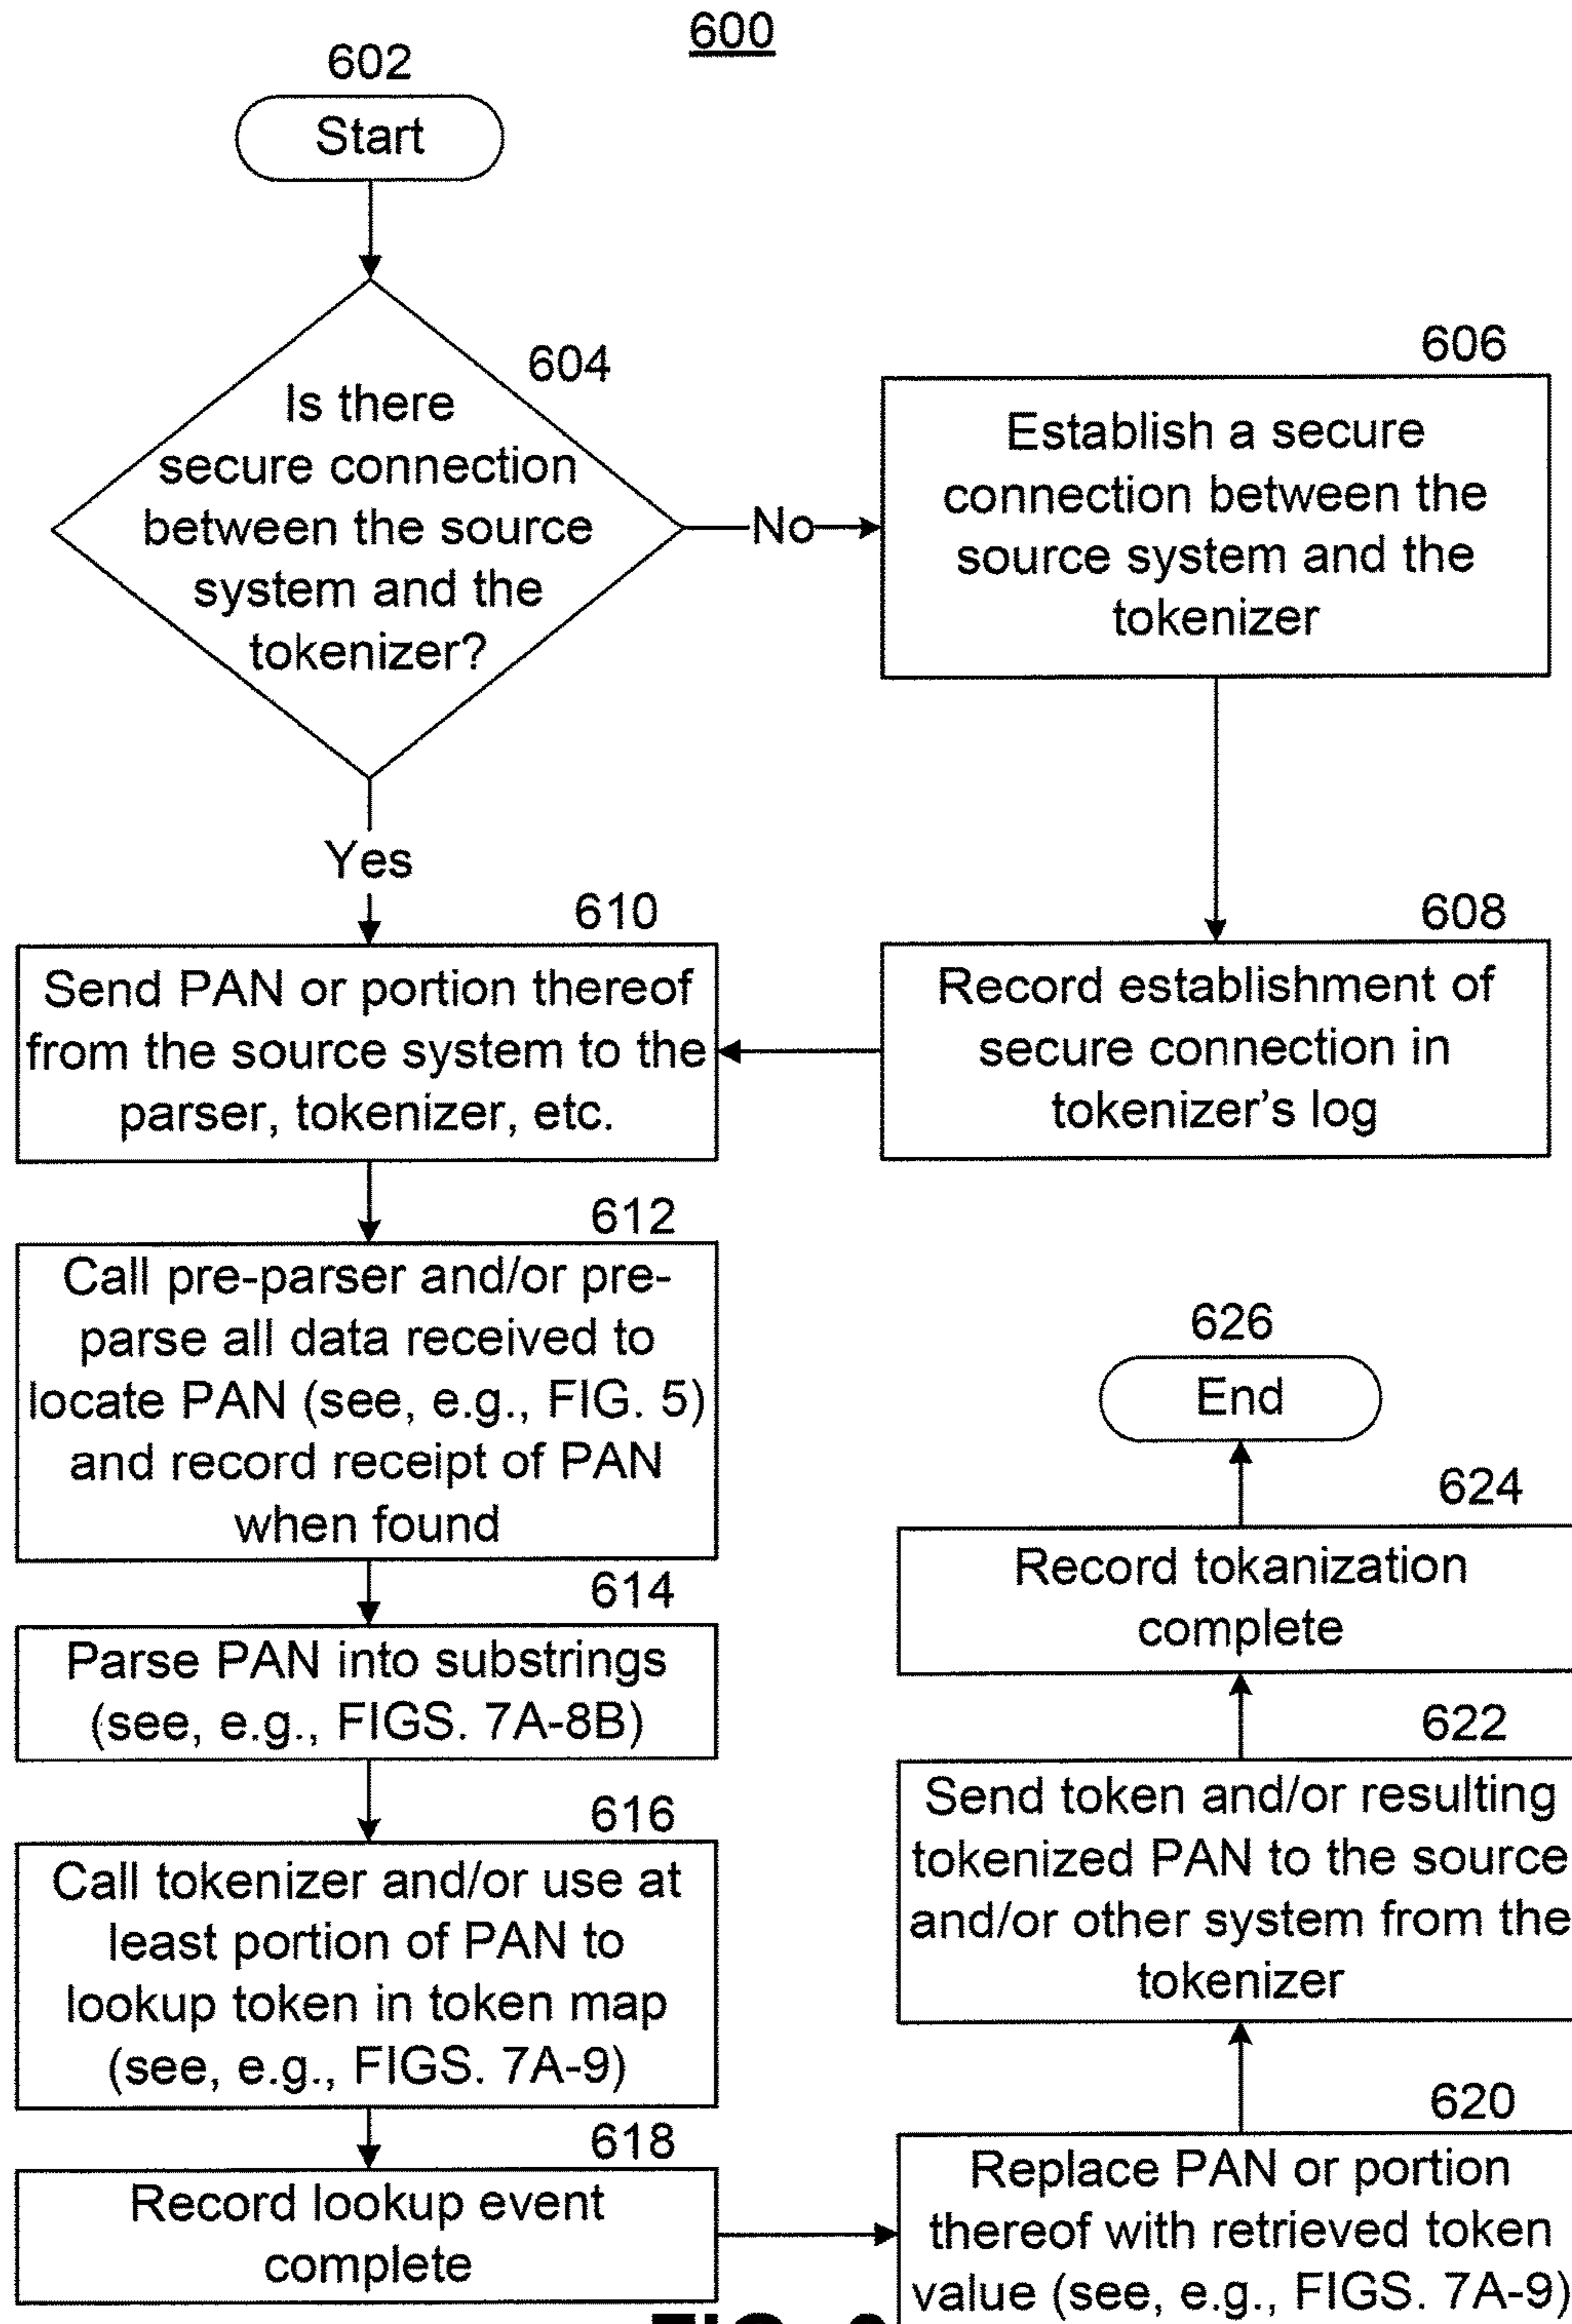 600
602
Start
604
Is there
secure connection
between the source
system and the
tokenizer?
No
606
Establish a secure
connection between the
source system and the
tokenizer
Yes
608
Record establishment of
secure connection in
tokenizer's log
610
Send PAN or portion thereof
from the source system to the
parser, tokenizer, etc.
612
Call pre-parser and/or pre-
parse all data received to
locate PAN (see, e.g., FIG. 5)
and record receipt of PAN
when found
614
Parse PAN into substrings
(see, e.g., FIGS. 7A-8B)
616
Call tokenizer and/or use at
least portion of PAN to
lookup token in token map
(see, e.g., FIGS. 7A-9)
618
Record lookup event
complete
620
Replace PAN or portion
thereof with retrieved token
value (see, e.g., FIGS. 7A-9)
622
Send token and/or resulting
tokenized PAN to the source
and/or other system from the
tokenizer
624
Record tokanization
complete
626
End